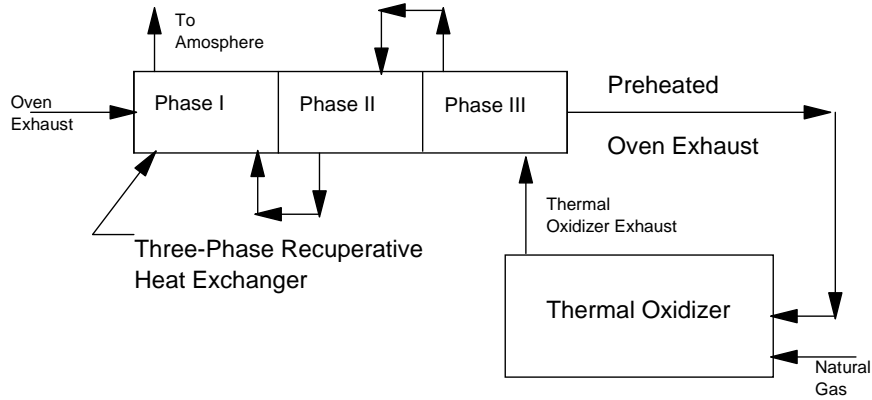 To
Amosphere
Oven
Exhaust
Phase I
Phase II
Phase III
Preheated
Oven Exhaust
Thermal
Oxidizer Exhaust
Three-Phase Recuperative
Heat Exchanger
Thermal Oxidizer
Natural
Gas